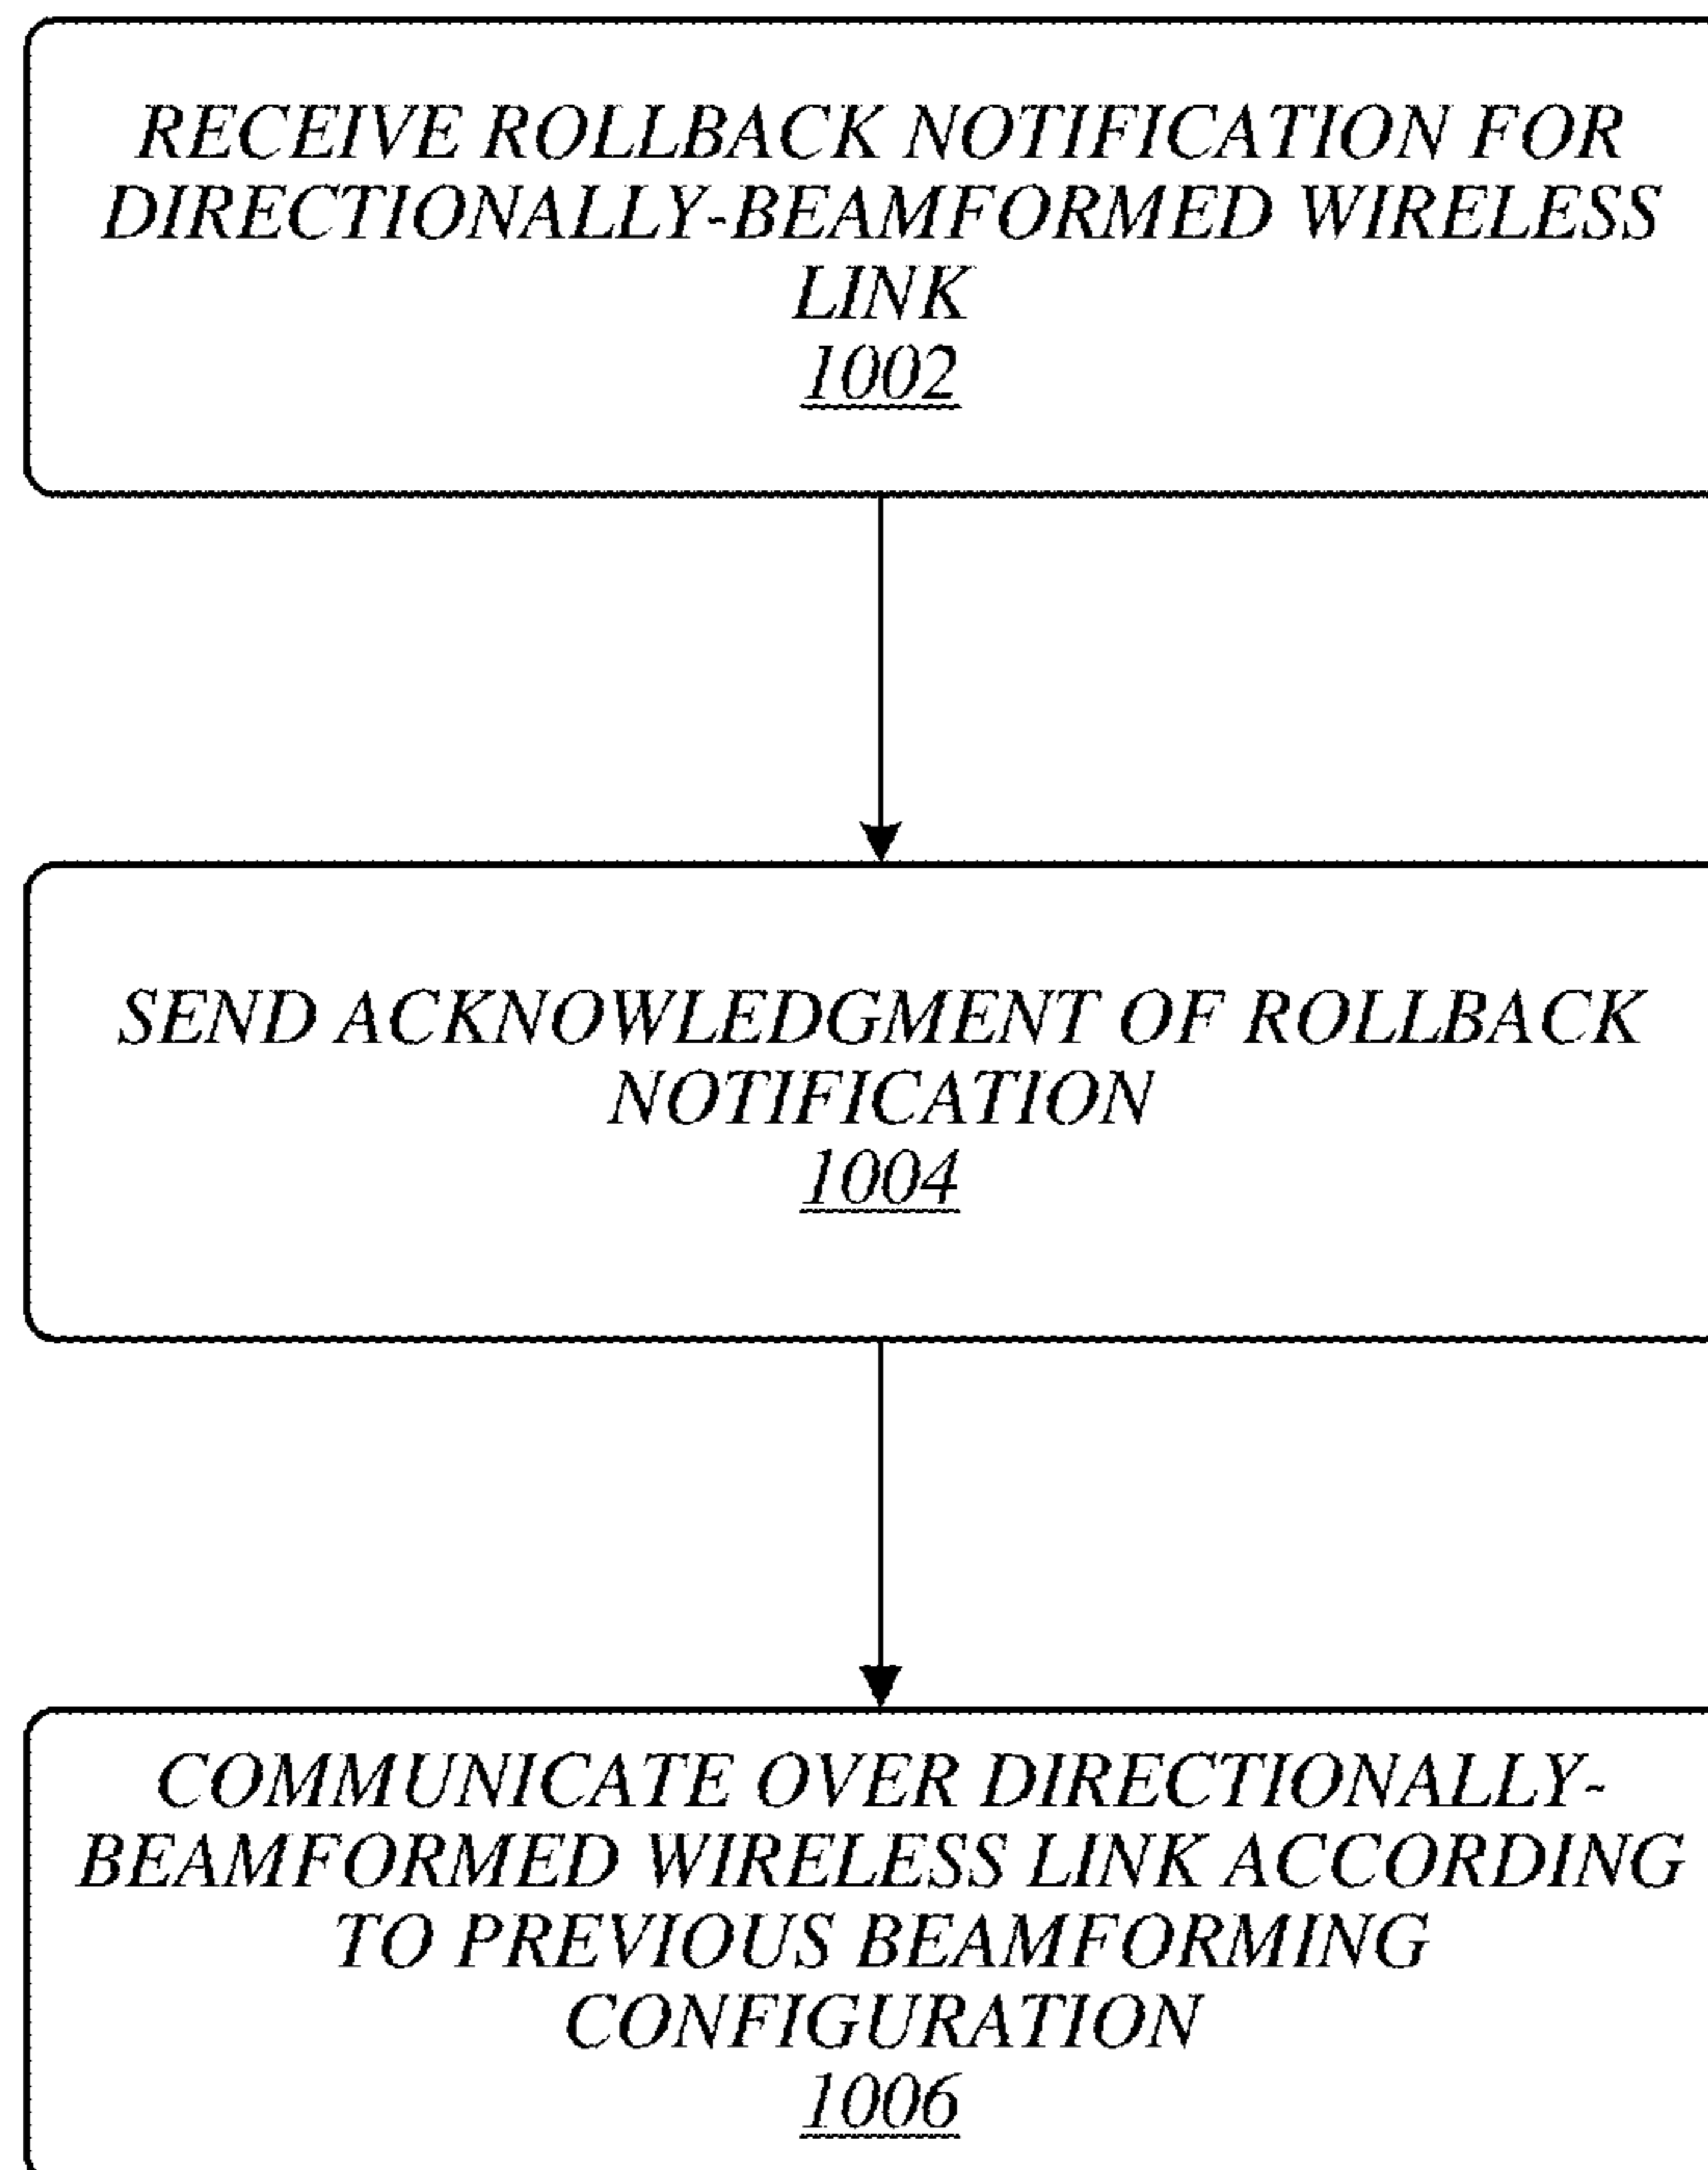 RECEIVE ROLLBACK NOTIFICATION FOR
DIRECTIONALLY-BEAMFORMED WIRELESS
LINK
1002
SEND ACKNOWLEDGMENT OF ROLLBACK
NOTIFICATION
1004
COMMUNICATE OVER DIRECTIONALLY-
BEAMFORMED WIRELESS LINK ACCORDING
TO PREVIOUS BEAMFORMING
CONFIGURATION
1006